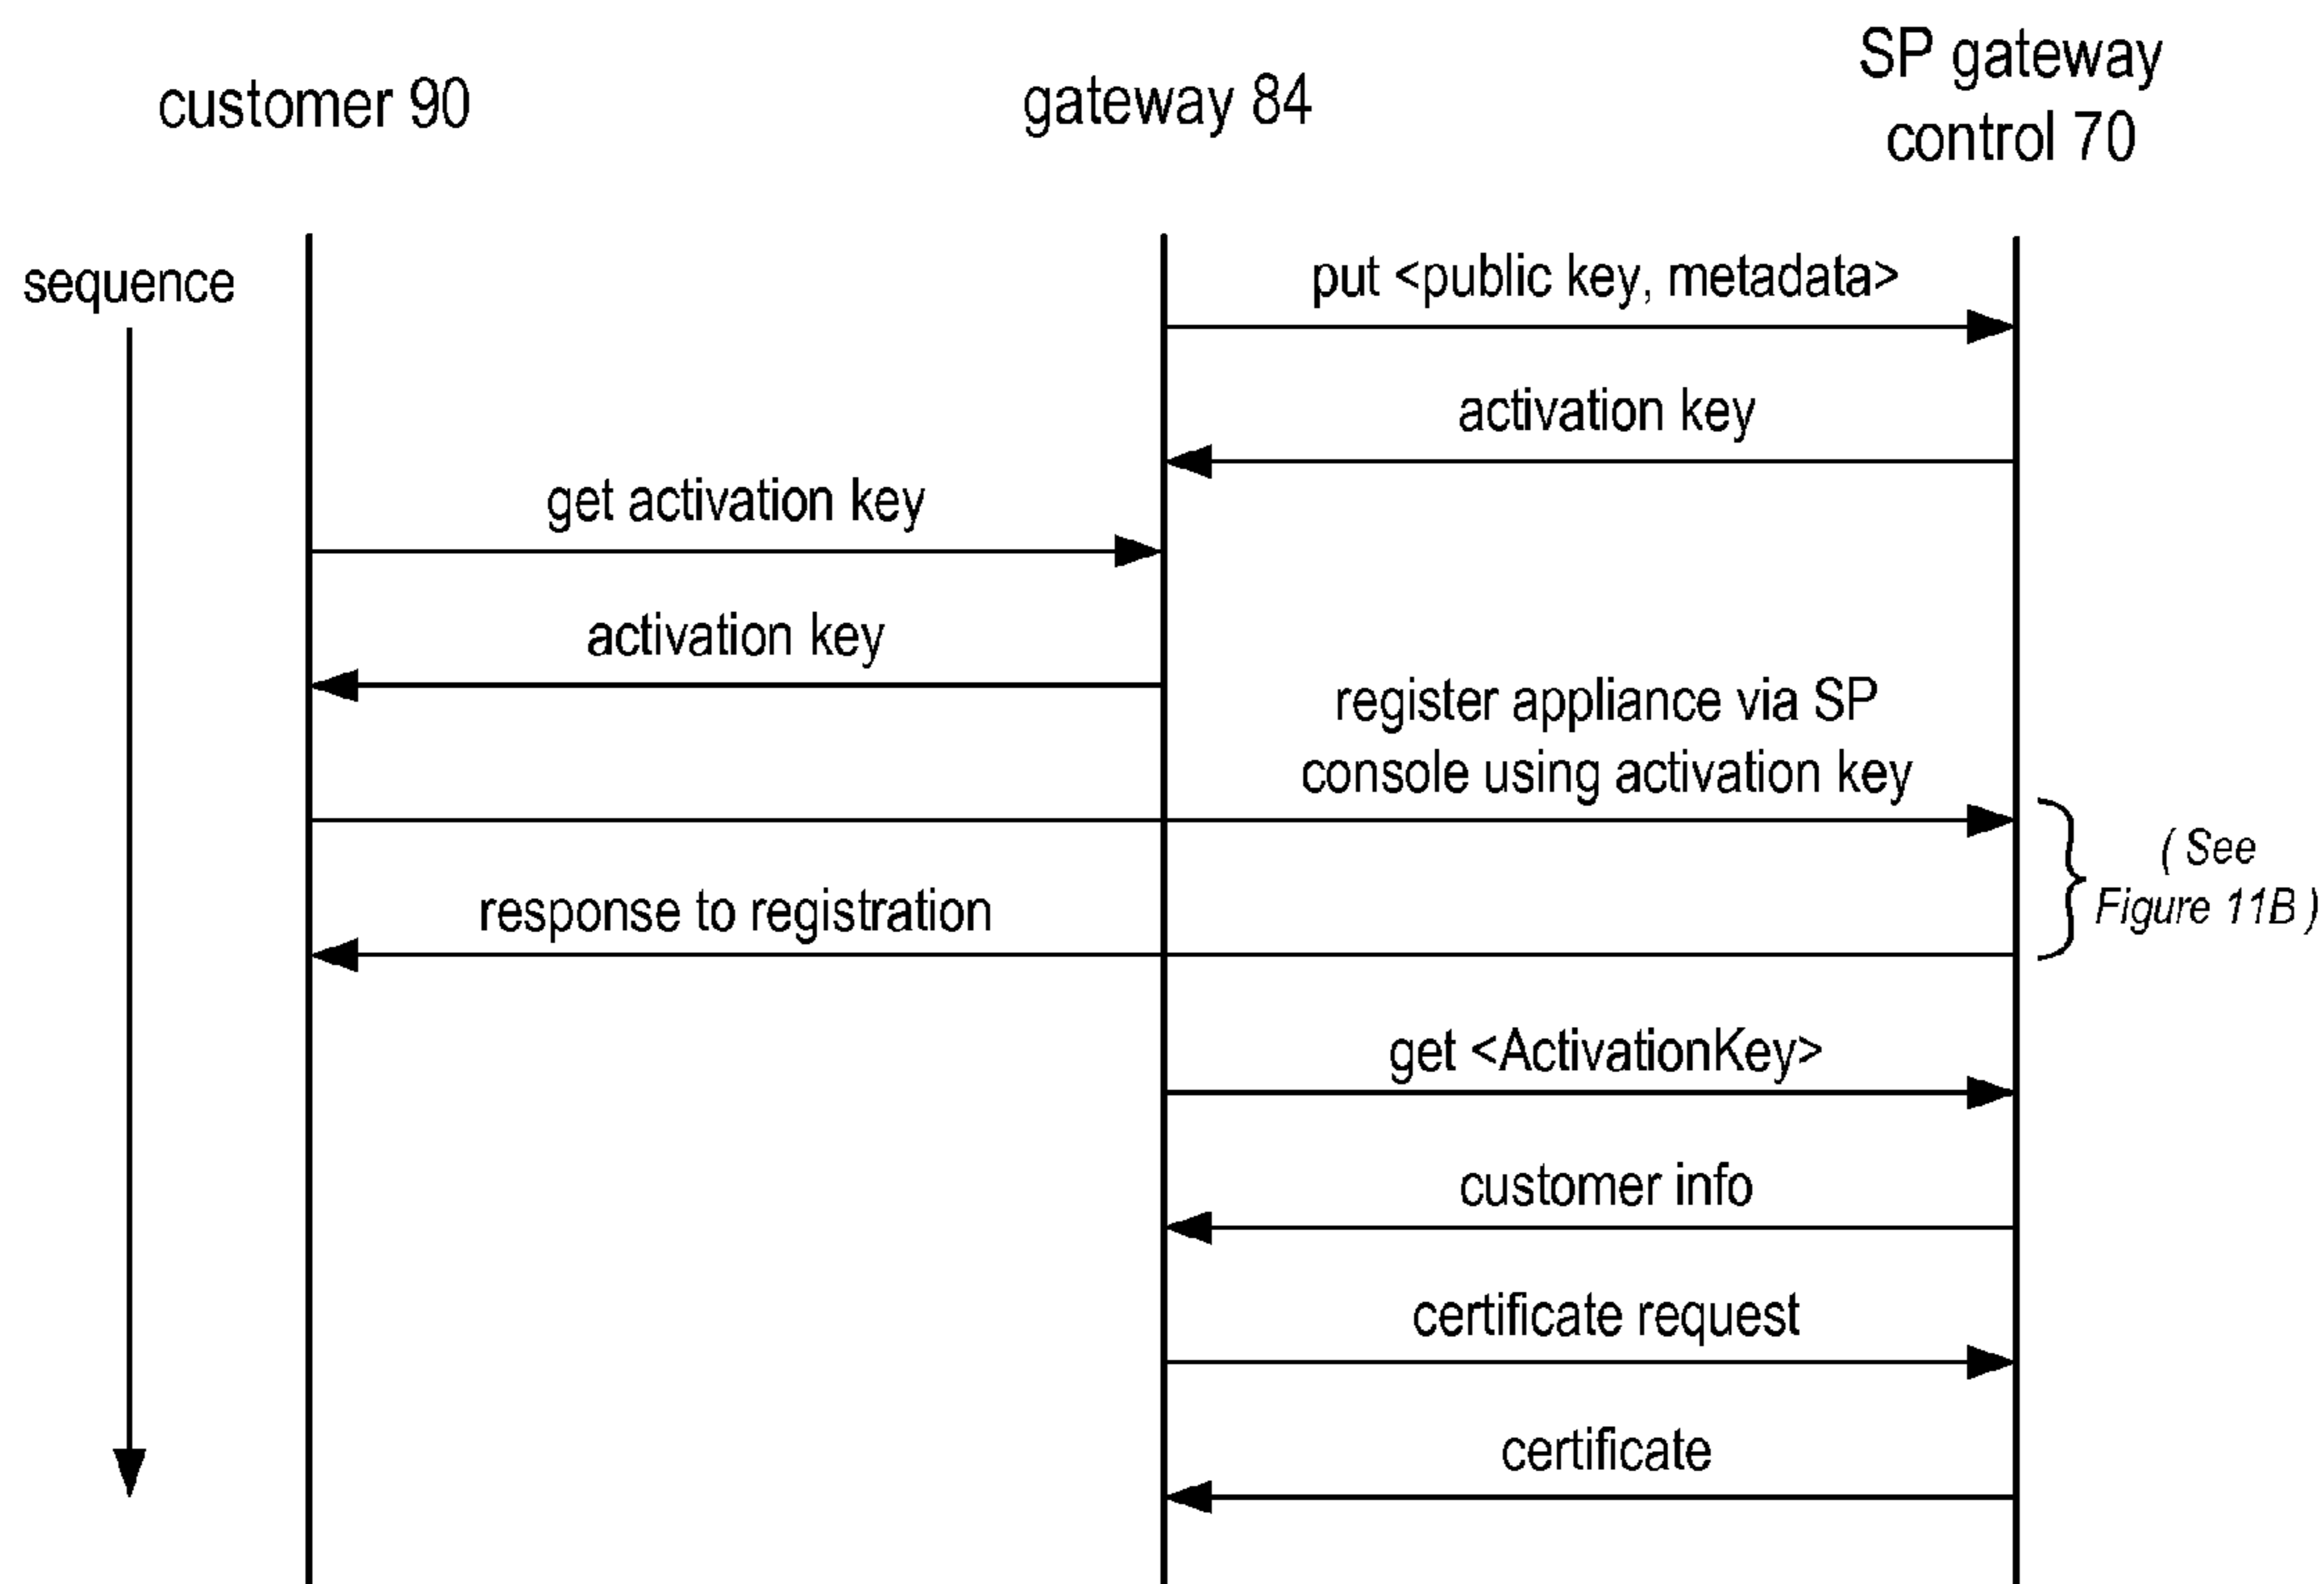 customer 90
gateway 84
SP gateway
control 70
sequence
put <public key, metadata>
activation key
get activation key
activation key
register appliance via SP
console using activation key
( See
Figure 11B )
response to registration
get <ActivationKey>
customer info
certificate request
certificate